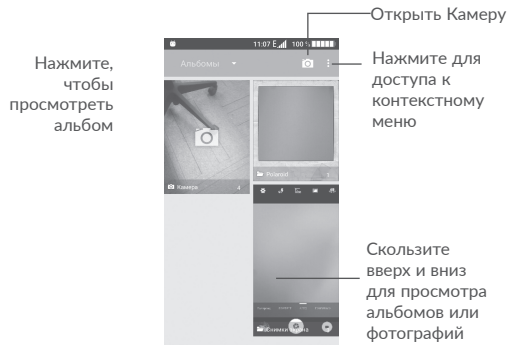 Открыть Камеру
11:07 E 100 %
Альбомы
Нажмите,
чтобы
просмотреть
альбом
Нажмите для
доступа к
контекстному
меню
Polaroid
Камера
Скользите
вверх и вниз
для просмотра
альбомов или
фотографий
Снимки